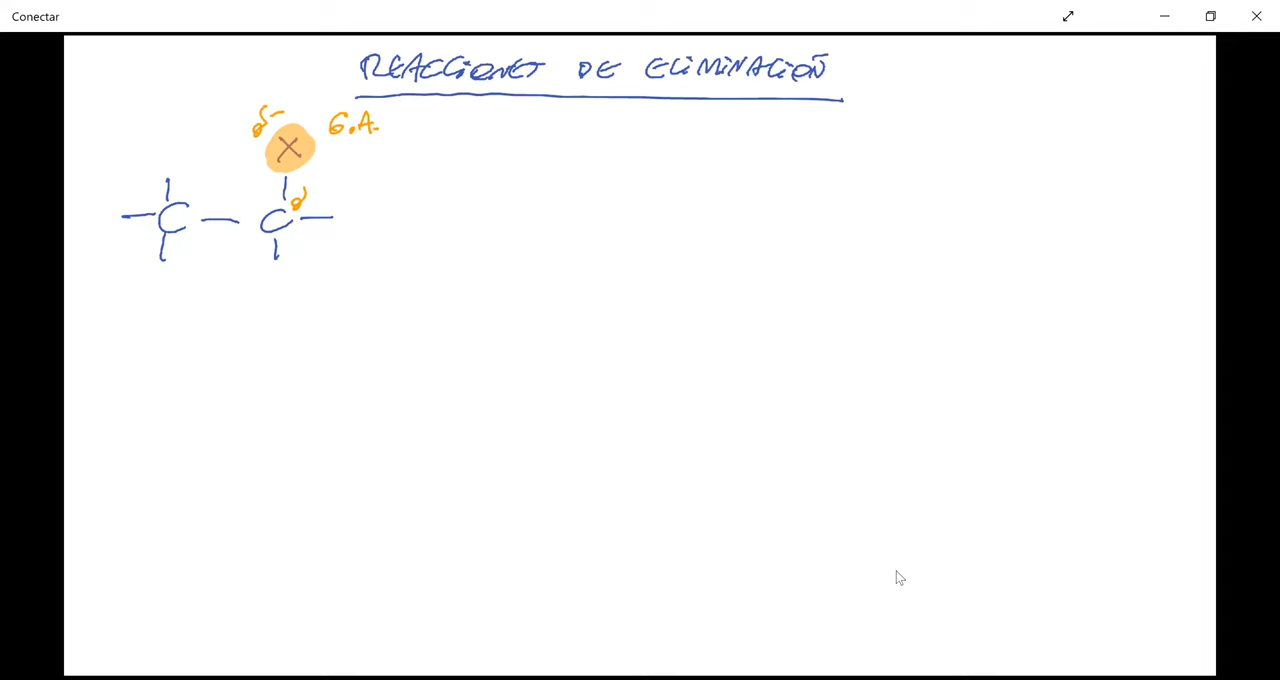 Conectar
REACCIONES DE ELIMINACIÓN
δ- G.A.
X
δ
C — C